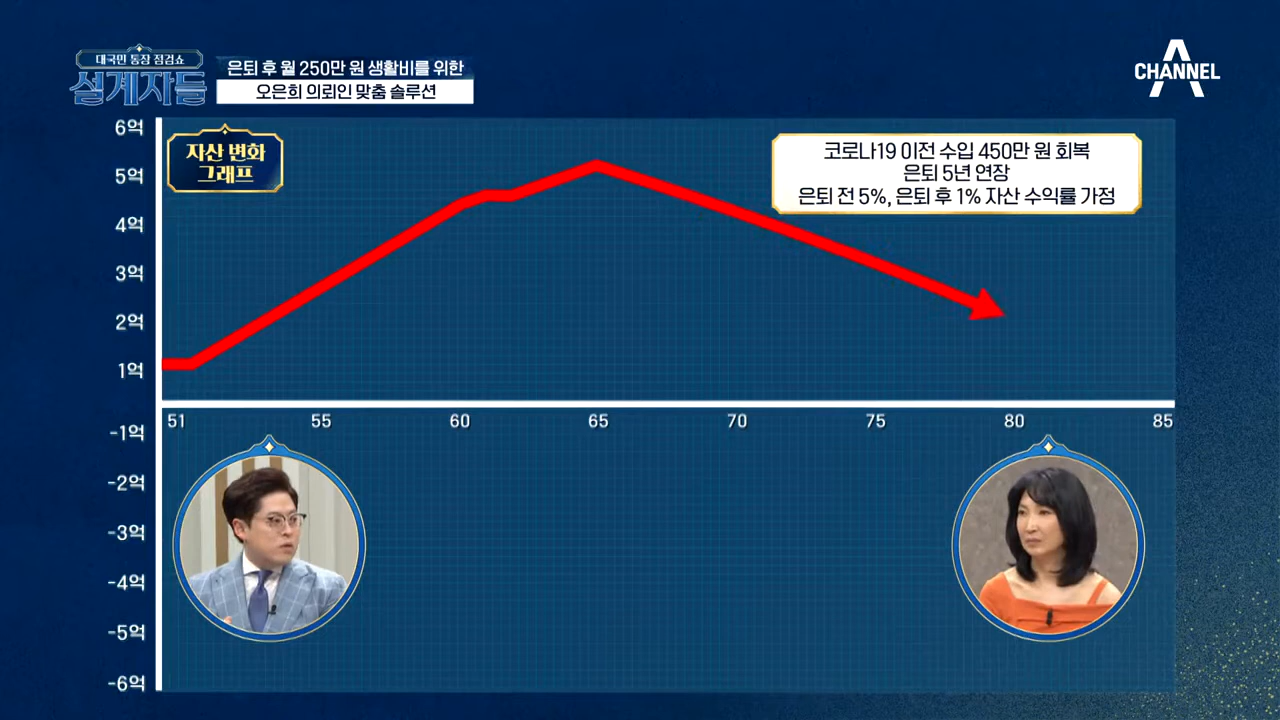 대국민 통장 점검쇼
설계자들
은퇴 후 월 250만 원 생활비를 위한
오은희 의뢰인 맞춤 솔루션
CHANNEL A
자산 변화
그래프
코로나19 이전 수입 450만 원 회복
은퇴 5년 연장
은퇴 전 5%, 은퇴 후 1% 자산 수익률 가정
6억
5억
4억
3억
2억
1억
51 55 60 65 70 75 80 85
-1억
-2억
-3억
-4억
-5억
-6억